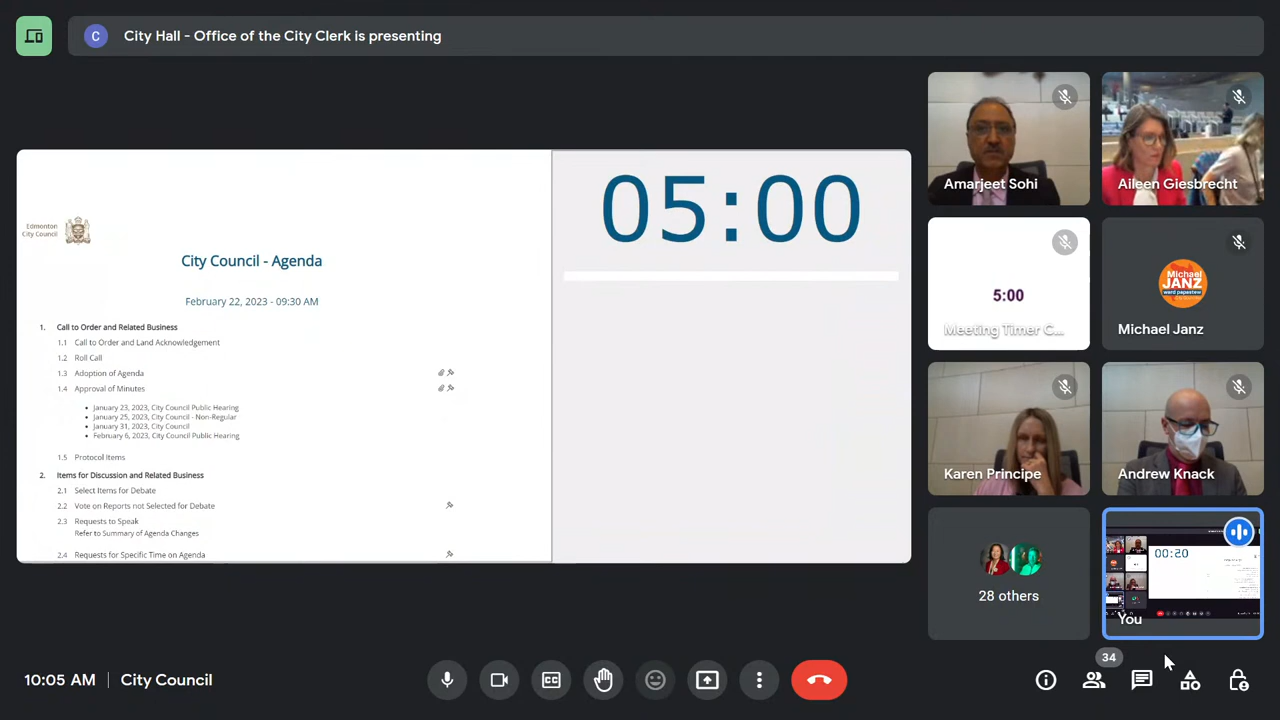 C City Hall - Office of the City Clerk is presenting
Edmonton
City Council
City Council - Agenda
February 22, 2023 - 09:30 AM
1. Call to Order and Related Business
1.1 Call to Order and Land Acknowledgement
1.2 Roll Call
1.3 Adoption of Agenda
1.4 Approval of Minutes
• January 23, 2023, City Council Public Hearing
• January 25, 2023, City Council - Non-Regular
• January 31, 2023, City Council
• February 6, 2023, City Council Public Hearing
1.5 Protocol Items
2. Items for Discussion and Related Business
2.1 Select Items for Debate
2.2 Vote on Reports not Selected for Debate
2.3 Requests to Speak
Refer to Summary of Agenda Changes
2.4 Requests for Specific Time on Agenda
05:00
Amarjeet Sohi
Aileen Giesbrecht
5:00
Meeting Timer C...
Michael JANZ
Michael Janz
Karen Principe
Andrew Knack
28 others
00:50
You
10:05 AM | City Council
34